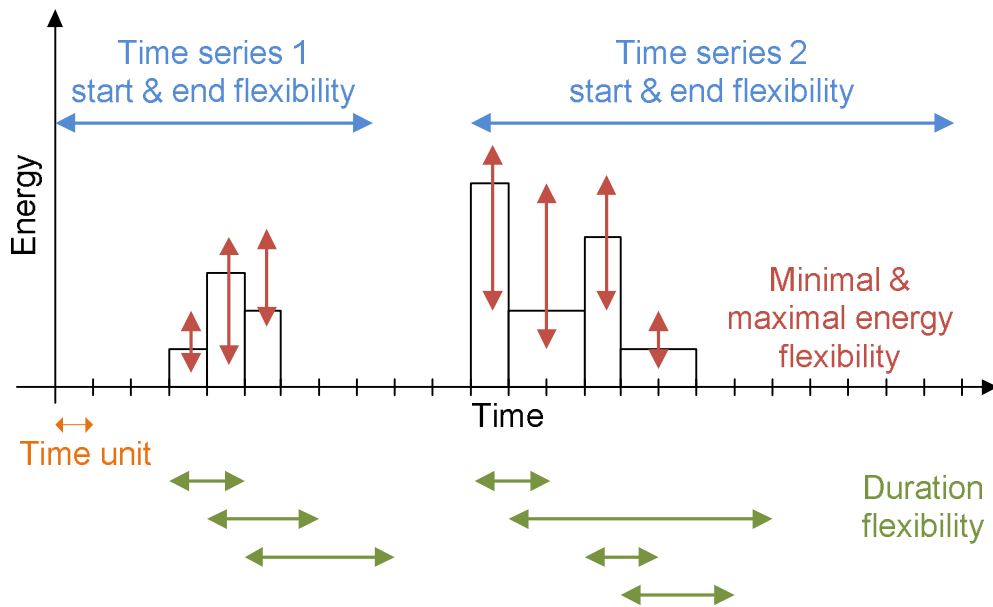 Time series 1
start & end flexibility
Time series 2
start & end flexibility
Energy
Minimal &
maximal energy
flexibility
Time
Time unit
Duration
flexibility